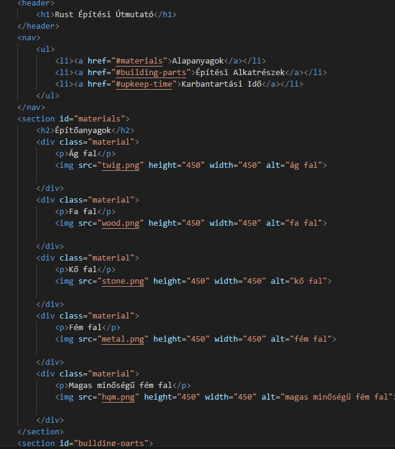 <header>
<h1>Rust Építési Útmutató</h1>
</header>
<nav>
<ul>
<li><a href="#materials">Alapanyagok</a></li>
<li><a href="#building-parts">Építési Alkatrészek</a></li>
<li><a href="#upkeep-time">Karbantartási Idő</a></li>
</ul>
</nav>
<section id="materials">
<h2>Építőanyagok</h2>
<div class="material">
<p>Ág fal</p>
<img src="twig.png" height="450" width="450" alt="ág fal">
</div>
<div class="material">
<p>Fa fal</p>
<img src="wood.png" height="450" width="450" alt="fa fal">
</div>
<div class="material">
<p>Kő fal</p>
<img src="stone.png" height="450" width="450" alt="kő fal">
</div>
<div class="material">
<p>Fém fal</p>
<img src="metal.png" height="450" width="450" alt="fém fal">
</div>
<div class="material">
<p>Magas minőségű fém fal</p>
<img src="hqm.png" height="450" width="450" alt="magas minőségű fém fal"
</div>
</section>
<section id="building-parts">